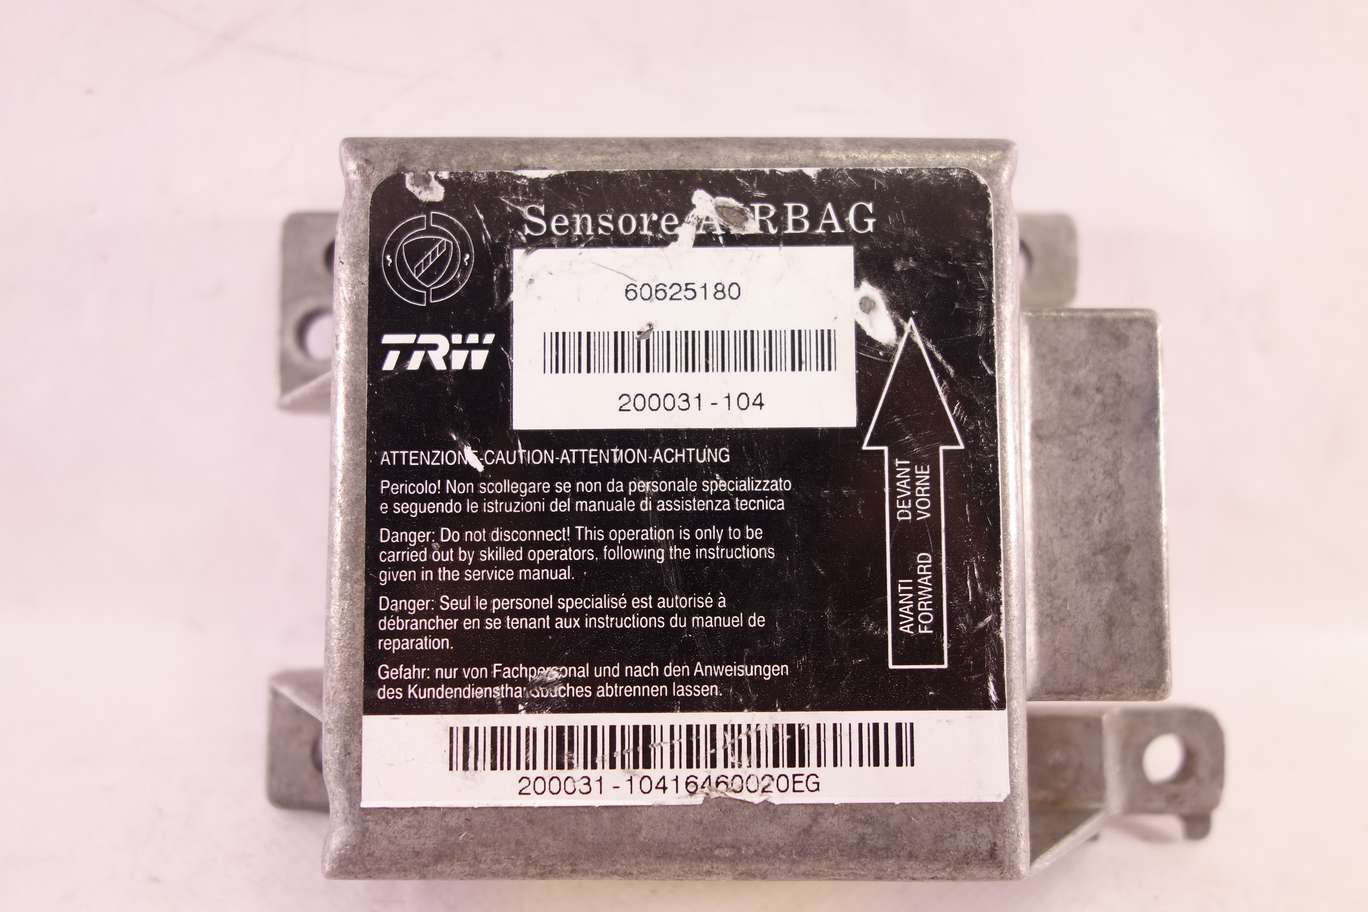 Sensore AIRBAG
60625180
TRW
200031-104
ATTENZIONE-CAUTION-ATTENTION-ACHTUNG
Pericolo! Non scollegare se non da personale specializzato
e seguendo le istruzioni del manuale di assistenza tecnica
Danger: Do not disconnect! This operation is only to be
carried out by skilled operators, following the instructions
given in the service manual.
Danger: Seul le personel specialisé est autorisé à
débrancher en se tenant aux instructions du manuel de
reparation.
Gefahr: nur von Fachpersonal und nach den Anweisungen
des Kundendiensthandbuches abtrennen lassen.
AVANTI DEVANT
FORWARD VORNE
200031-10416460020EG